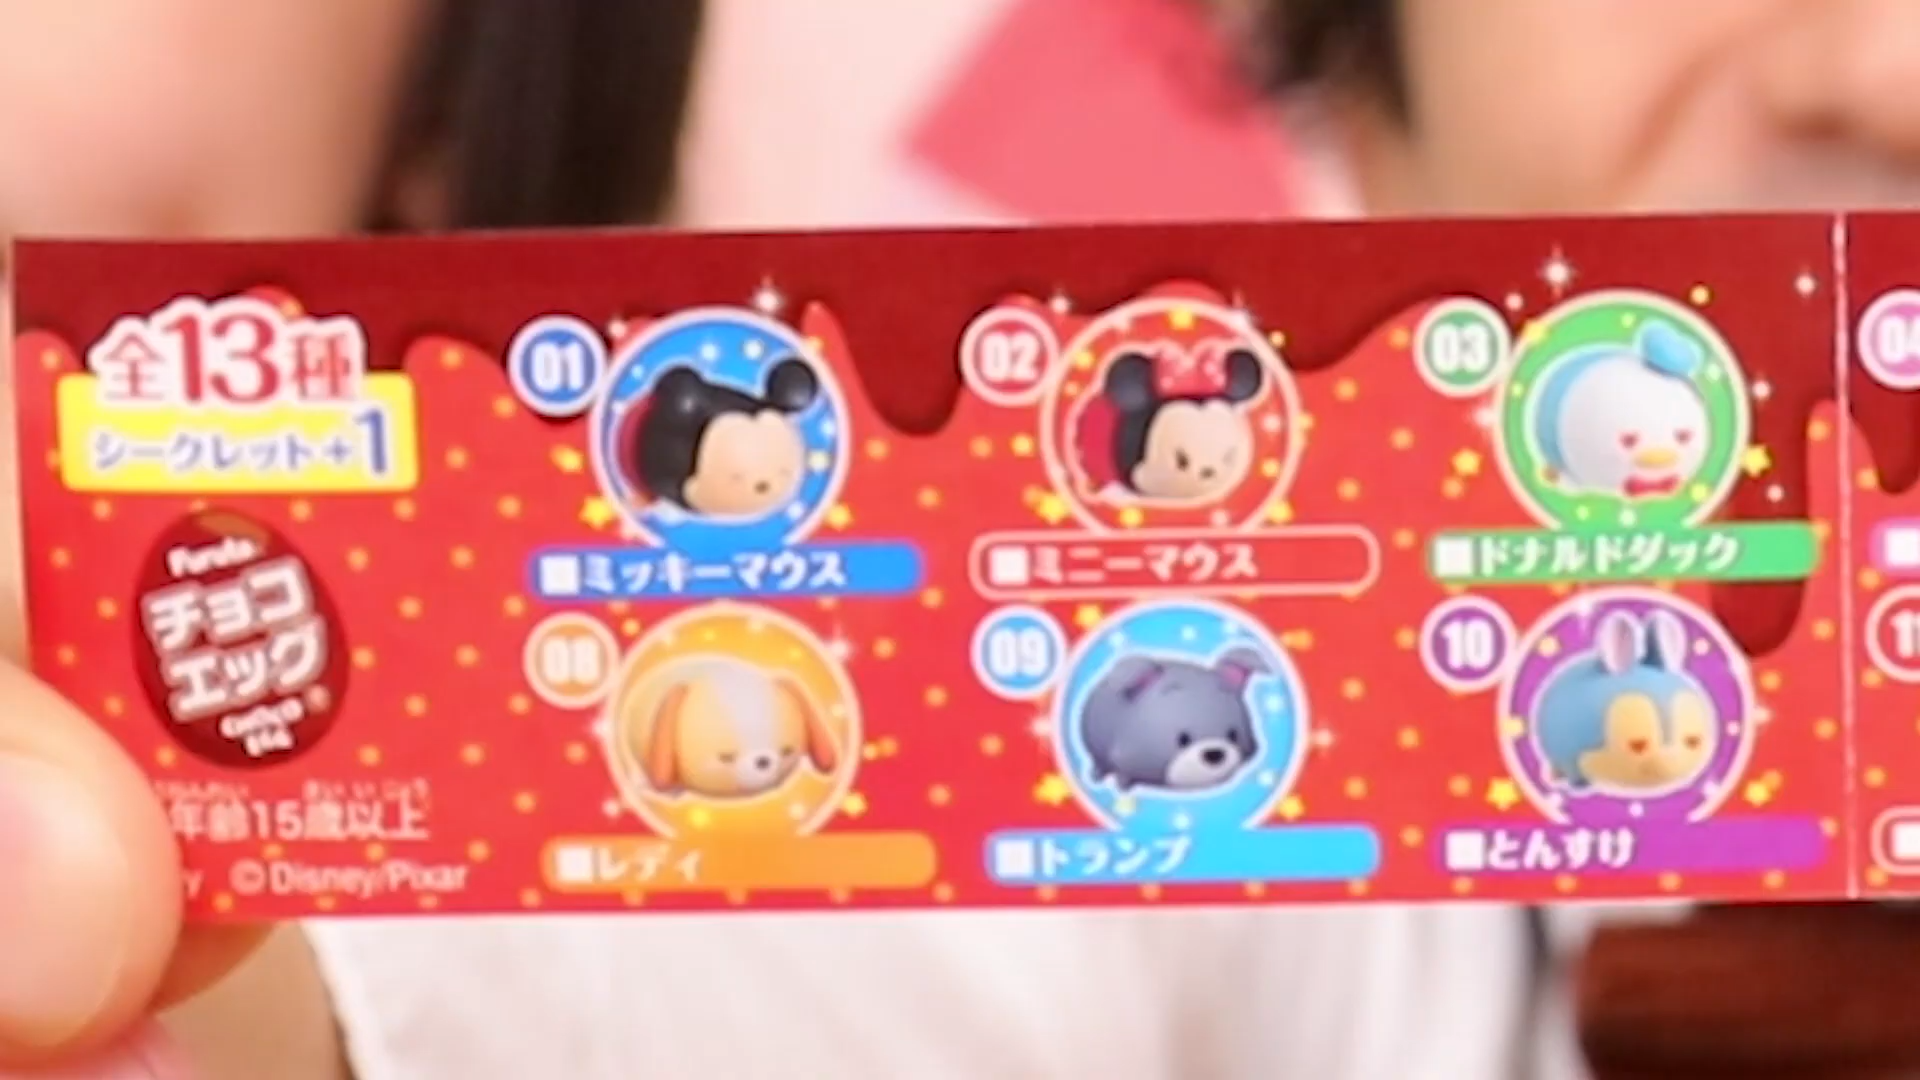 全13種
シークレット+1
Furuta
チョコ
エッグ
年齢15歳以上
©Disney/Pixar
01
ミッキーマウス
02
ミニーマウス
03
ドナルドダック
04
08
レディ
09
トランプ
10
とんすけ
11